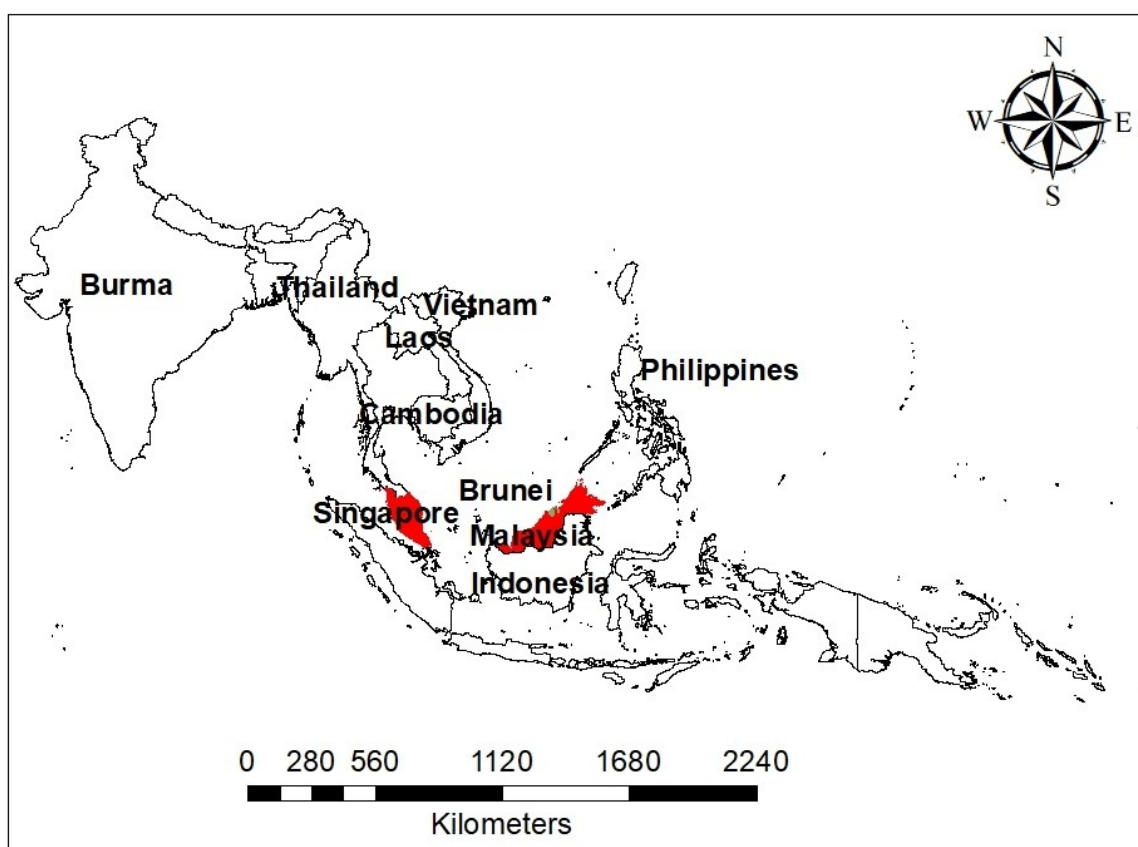 N
W E
S
Burma
Thailand
Vietnam
Laos
Philippines
Cambodia
Brunei
Singapore
Malaysia
Indonesia
0 280 560 1120 1680 2240
Kilometers